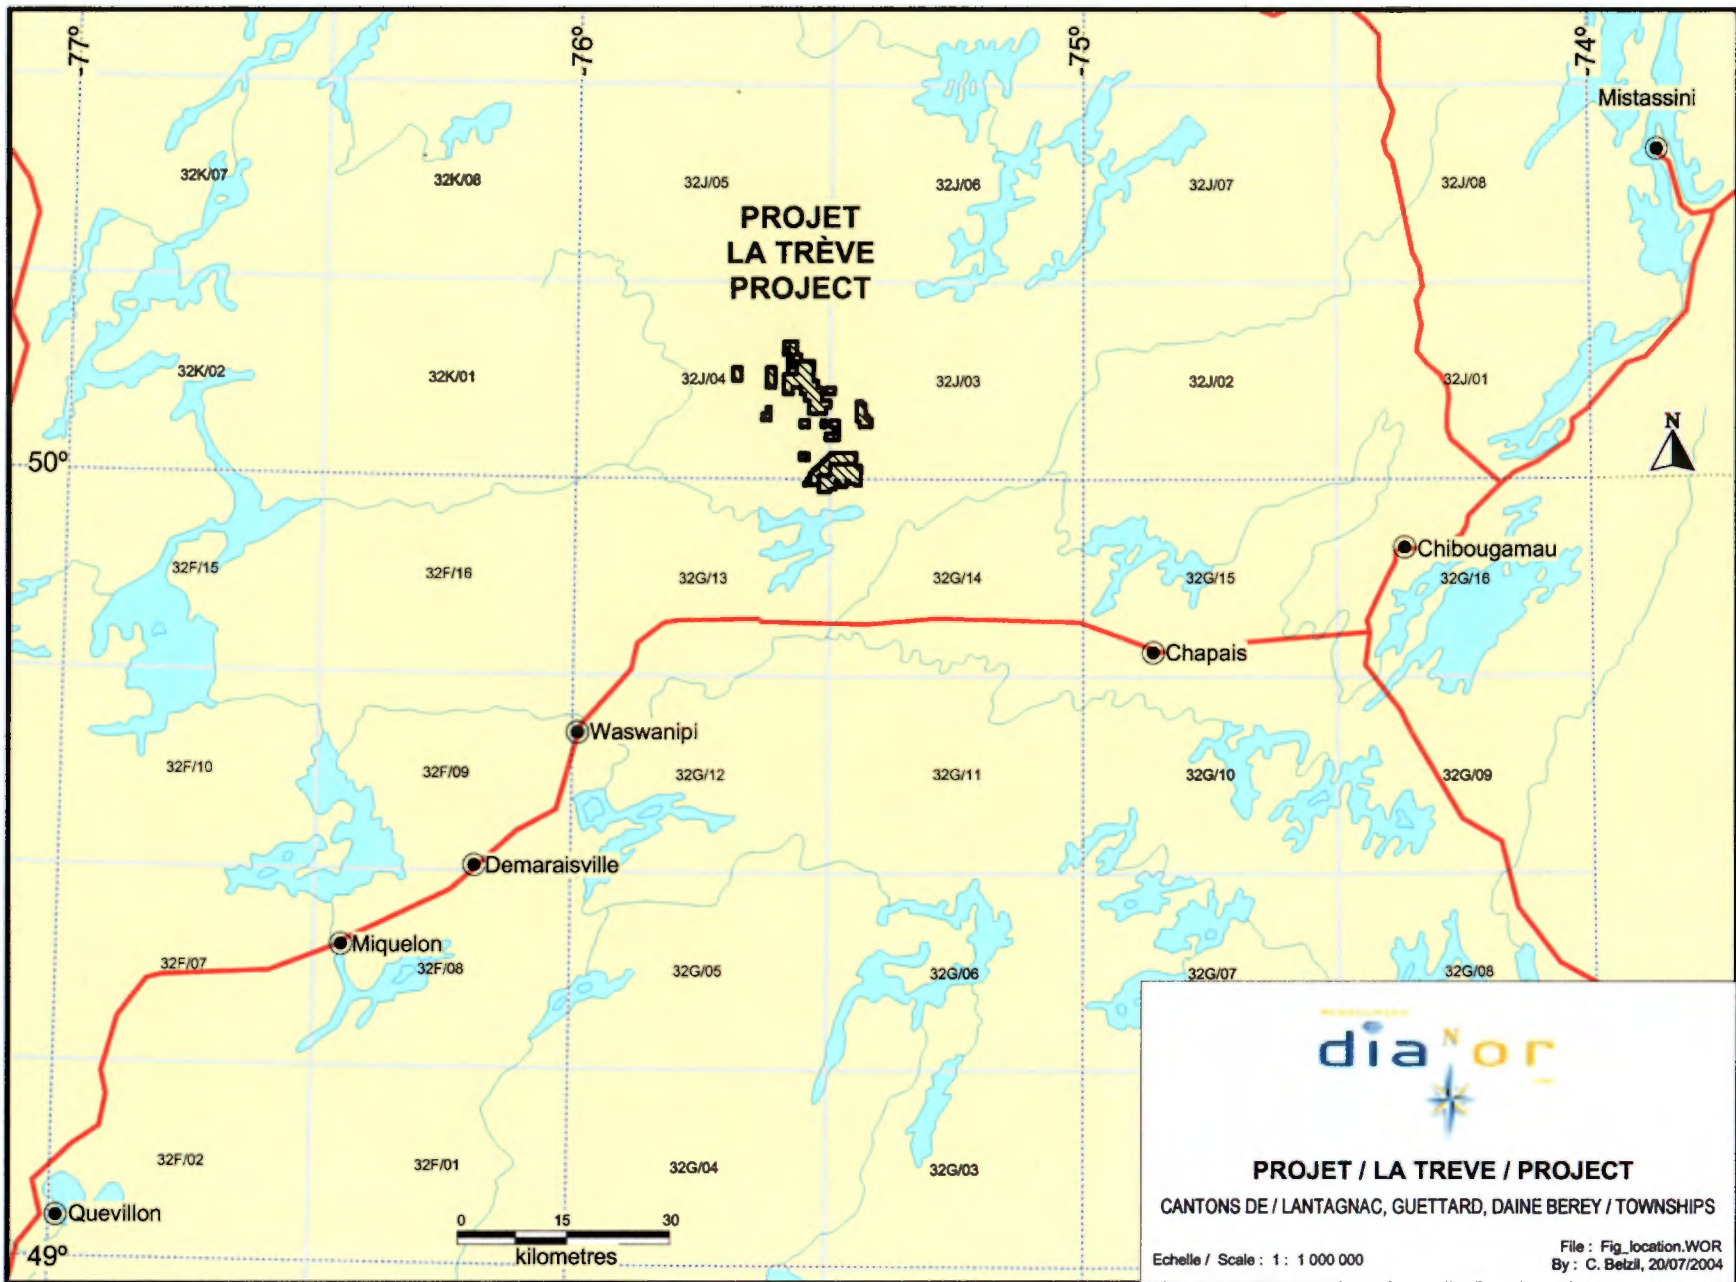 -77°
-76°
-75°
-74°
Mistassini
32K/07
32K/08
32J/05
32J/06
32J/07
32J/08
PROJET
LA TRÈVE
PROJECT
32K/02
32K/01
32J/04
32J/03
32J/02
32J/01
N
50°
Chibougamau
32F/15
32F/16
32G/13
32G/14
32G/15
32G/16
Chapais
Waswanipi
32F/10
32F/09
32G/12
32G/11
32G/10
32G/09
Demaraisville
Miquelon
32F/07
32F/08
32G/05
32G/06
32G/07
32G/08
32F/02
32F/01
32G/04
32G/03
Quevillon
49°
0 15 30
kilometres
dia N or
PROJET / LA TREVE / PROJECT
CANTONS DE / LANTAGNAC, GUETTARD, DAINE BEREY / TOWNSHIPS
Echelle / Scale : 1 : 1 000 000
File : Fig_location.WOR
By : C. Belzil, 20/07/2004